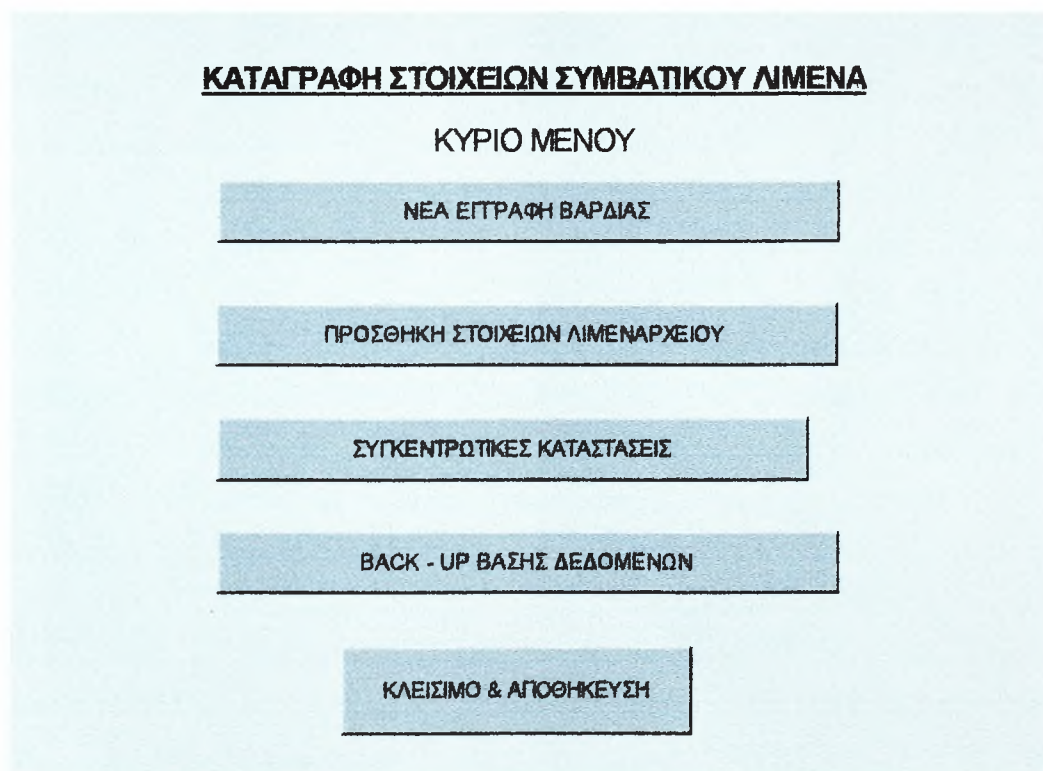 ΚΑΤΑΓΡΑΦΗ ΣΤΟΙΧΕΙΩΝ ΣΥΜΒΑΤΙΚΟΥ ΛΙΜΕΝΑ
ΚΥΡΙΟ ΜΕΝΟΥ
ΝΕΑ ΕΓΓΡΑΦΗ ΒΑΡΔΙΑΣ
ΠΡΟΣΘΗΚΗ ΣΤΟΙΧΕΙΩΝ ΛΙΜΕΝΑΡΧΕΙΟΥ
ΣΥΓΚΕΝΤΡΩΤΙΚΕΣ ΚΑΤΑΣΤΑΣΕΙΣ
BACK - UP ΒΑΣΗΣ ΔΕΔΟΜΕΝΩΝ
ΚΛΕΙΣΙΜΟ & ΑΠΟΘΗΚΕΥΣΗ